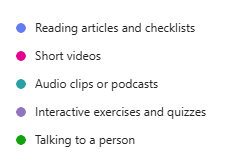 Reading articles and checklists
Short videos
Audio clips or podcasts
Interactive exercises and quizzes
Talking to a person